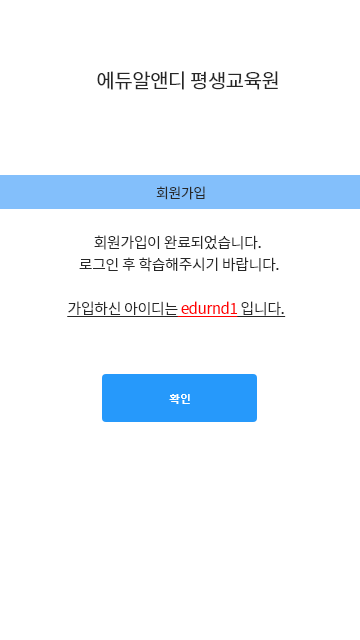 에듀알앤디 평생교육원
회원가입
회원가입이 완료되었습니다.
로그인 후 학습해주시기 바랍니다.
가입하신 아이디는 edurnd1 입니다.
확인